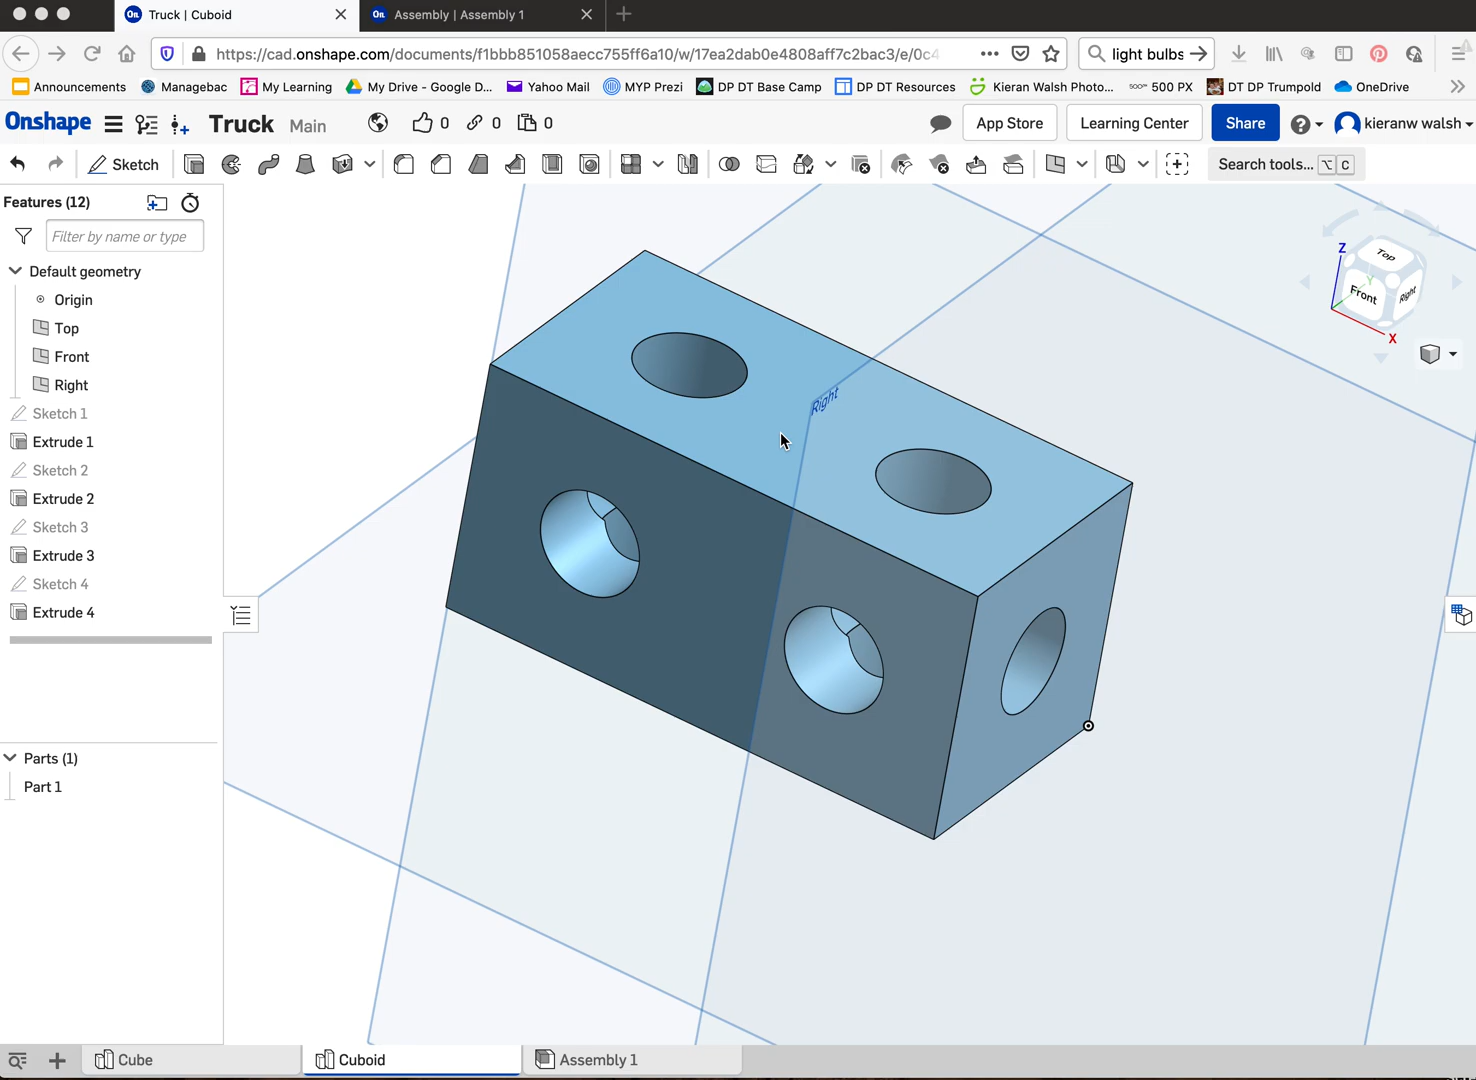 Truck | Cuboid
Assembly | Assembly 1
https://cad.onshape.com/documents/f1bbb851058aecc755ff6a10/w/17ea2dab0e4808aff7c2bac3/e/0c4
light bulbs
Announcements
Managebac
My Learning
My Drive - Google D...
Yahoo Mail
MYP Prezi
DP DT Base Camp
DP DT Resources
Kieran Walsh Photo...
500 PX
DT DP Trumpold
OneDrive
Onshape
Truck Main
0
0
0
App Store
Learning Center
Share
kieranw walsh
Sketch
Search tools... ⌥ C
Features (12)
Filter by name or type
Default geometry
Origin
Top
Front
Right
Sketch 1
Extrude 1
Sketch 2
Extrude 2
Sketch 3
Extrude 3
Sketch 4
Extrude 4
Parts (1)
Part 1
Right
Z
Top
Y
Front
Right
X
Cube
Cuboid
Assembly 1